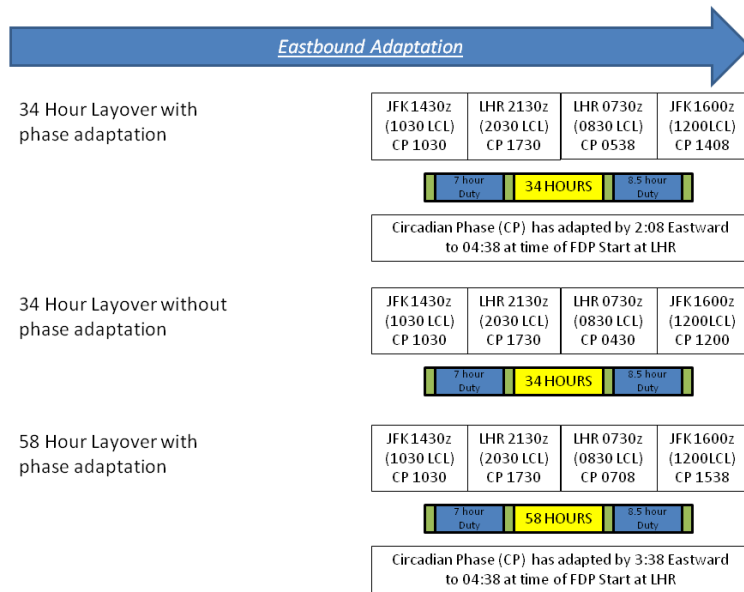 Eastbound Adaptation
34 Hour Layover with
phase adaptation
JFK 1430z
(1030 LCL)
CP 1030
LHR 2130z
(2030 LCL)
CP 1730
LHR 0730z
(0830 LCL)
CP 0538
JFK 1600z
(1200LCL)
CP 1408
7 hour
Duty
34 HOURS
8.5 hour
Duty
Circadian Phase (CP) has adapted by 2:08 Eastward
to 04:38 at time of FDP Start at LHR
34 Hour Layover without
phase adaptation
JFK 1430z
(1030 LCL)
CP 1030
LHR 2130z
(2030 LCL)
CP 1730
LHR 0730z
(0830 LCL)
CP 0430
JFK 1600z
(1200LCL)
CP 1200
7 hour
Duty
34 HOURS
8.5 hour
Duty
58 Hour Layover with
phase adaptation
JFK 1430z
(1030 LCL)
CP 1030
LHR 2130z
(2030 LCL)
CP 1730
LHR 0730z
(0830 LCL)
CP 0708
JFK 1600z
(1200LCL)
CP 1538
7 hour
Duty
58 HOURS
8.5 hour
Duty
Circadian Phase (CP) has adapted by 3:38 Eastward
to 04:38 at time of FDP Start at LHR